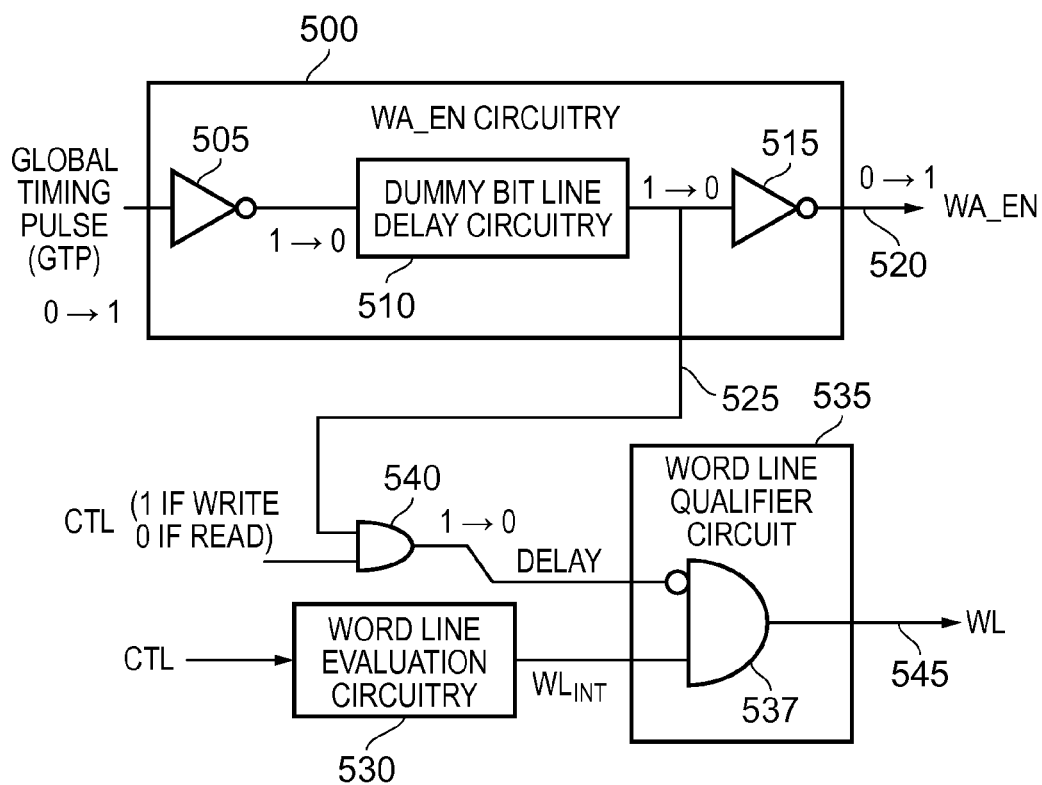 500
WA_EN CIRCUITRY
GLOBAL
TIMING
PULSE
(GTP)
0 → 1
505
1 → 0
DUMMY BIT LINE
DELAY CIRCUITRY
510
1 → 0
515
0 → 1
WA_EN
520
525
535
WORD LINE
QUALIFIER
CIRCUIT
CTL (1 IF WRITE
0 IF READ)
540
1 → 0
DELAY
CTL
WORD LINE
EVALUATION
CIRCUITRY
530
WL_INT
537
WL
545